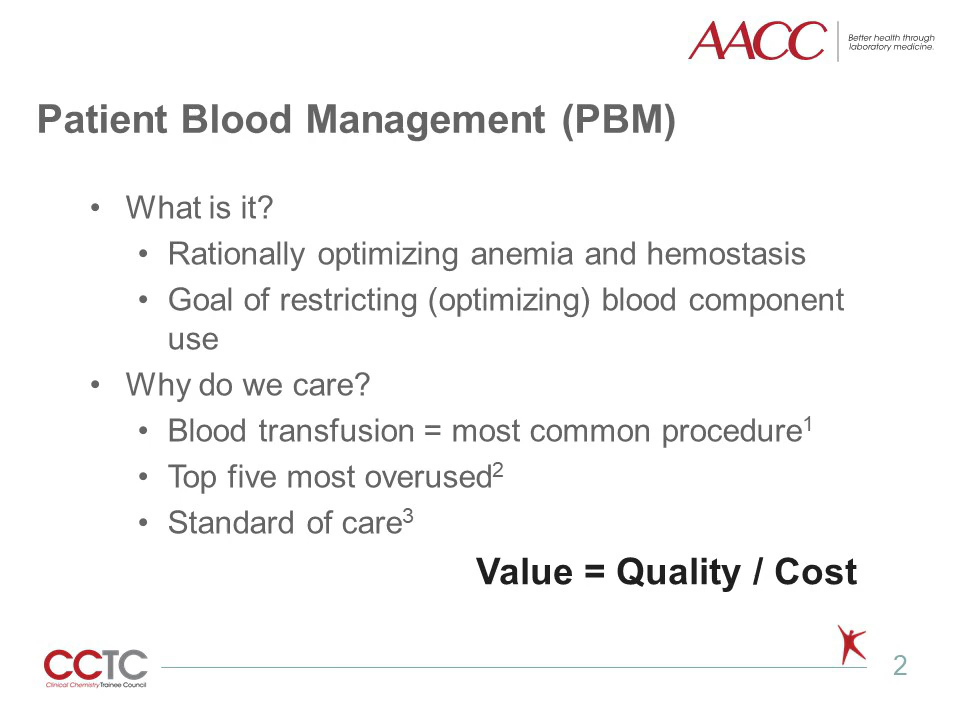 AACC
Better health through
laboratory medicine.
Patient Blood Management (PBM)
• What is it?
• Rationally optimizing anemia and hemostasis
• Goal of restricting (optimizing) blood component
use
• Why do we care?
• Blood transfusion = most common procedure¹
• Top five most overused²
• Standard of care³
Value = Quality / Cost
CCTC
Clinical Chemistry Trainee Council
2